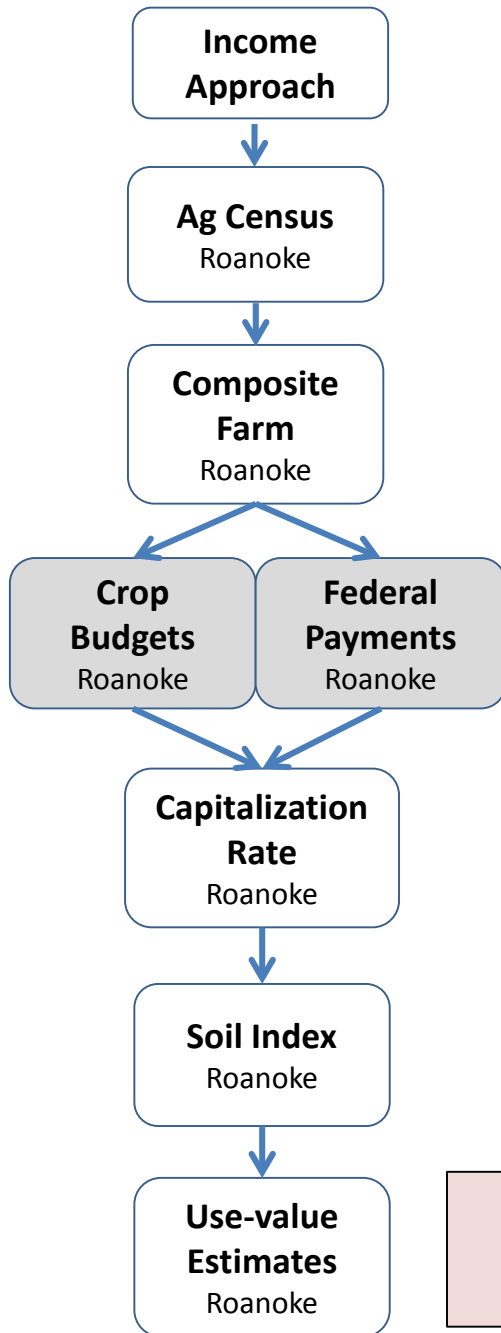 Income
Approach
Ag Census
Roanoke
Composite
Farm
Roanoke
Crop
Budgets
Roanoke
Federal
Payments
Roanoke
Capitalization
Rate
Roanoke
Soil Index
Roanoke
Use-value
Estimates
Roanoke